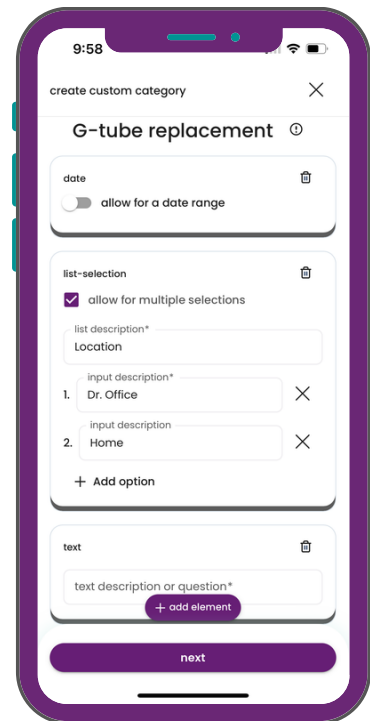 9:58
create custom category
G-tube replacement
date
allow for a date range
list-selection
allow for multiple selections
list description*
Location
input description*
1. Dr. Office
input description
2. Home
+ Add option
text
text description or question*
+ add element
next